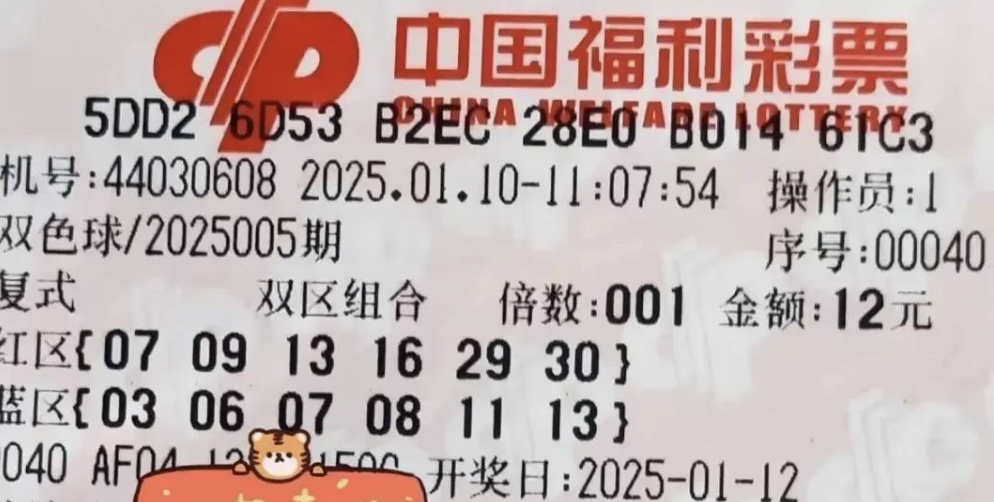 中国福利彩票
CHINA WELFARE LOTTERY
5DD2 6D53 B2EC 28E0 B014 61C3
机号:44030608 2025.01.10-11:07:54 操作员:1
双色球/2025005期 序号:00040
复式 双区组合 倍数:001 金额:12元
红区{07 09 13 16 29 30}
蓝区{03 06 07 08 11 13}
040 AF04 开奖日:2025-01-12